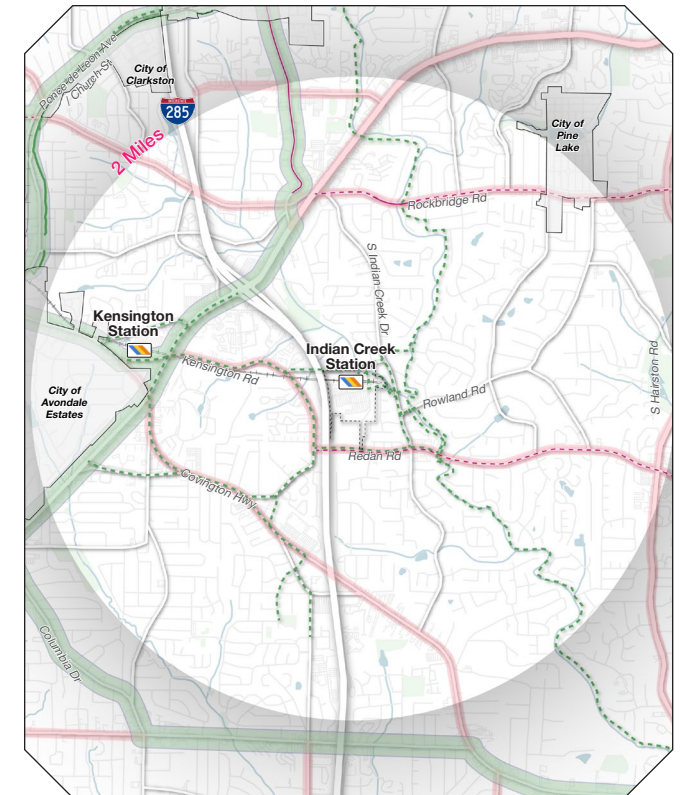 Ponce de Leon Ave
Church St
City of
Clarkston
285
2 Miles
City of
Pine
Lake
Rockbridge Rd
S Indian Creek Dr
Kensington
Station
Indian Creek
Station
Kensington Rd
City of
Avondale
Estates
Rowland Rd
S Hairston Rd
Redan Rd
Covington Hwy
Columbia Dr